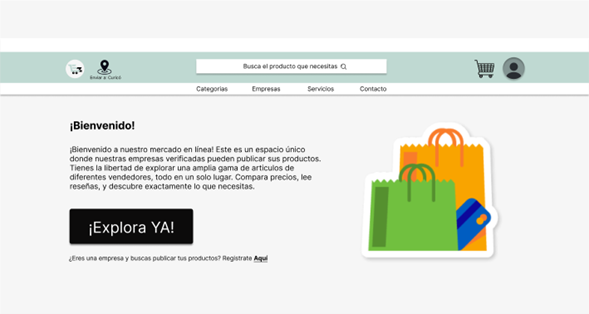 Busca el producto que necesitas
Enviar a Curicó
Categorias Empresas Servicios Contacto
¡Bienvenido!
¡Bienvenido a nuestro mercado en línea! Este es un espacio único
donde nuestras empresas verificadas pueden publicar sus productos.
Tienes la libertad de explorar una amplia gama de artículos de
diferentes vendedores, todo en un solo lugar. Compara precios, lee
reseñas, y descubre exactamente lo que necesitas.
¡Explora YA!
¿Eres una empresa y buscas publicar tus productos? Registrate Aquí